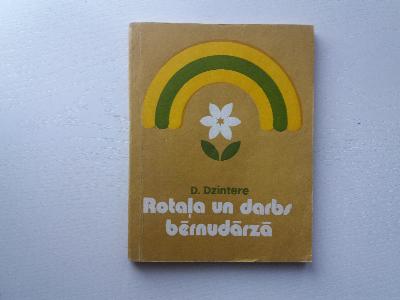 D. Dzintere
Rotaļa un darbs
bērnudārzā